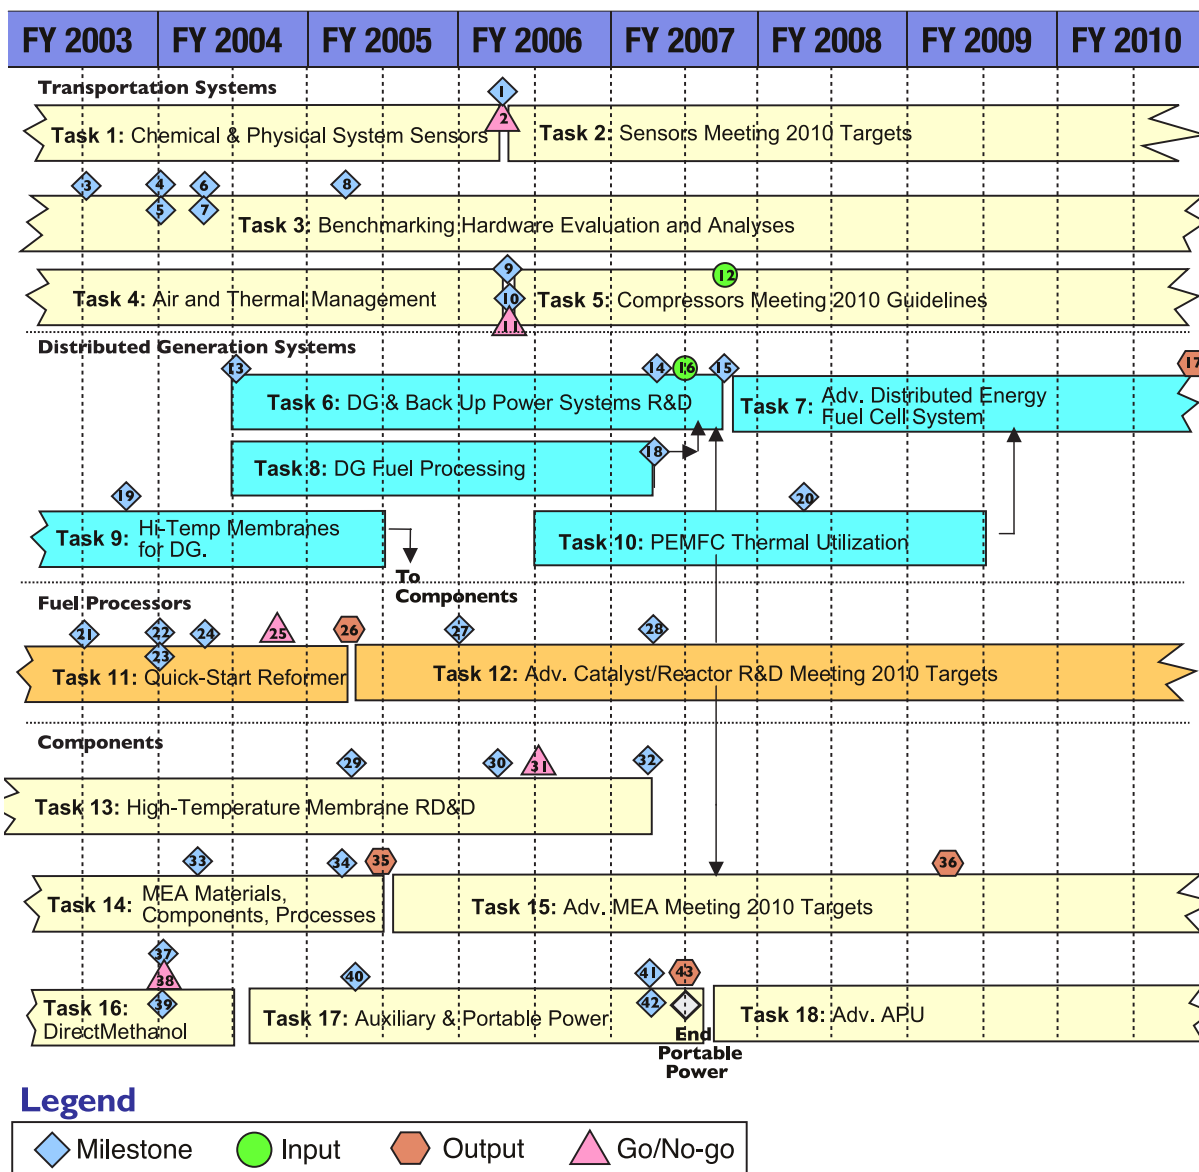 FY 2003 FY 2004 FY 2005 FY 2006 FY 2007 FY 2008 FY 2009 FY 2010
Transportation Systems
1
2
Task 1: Chemical & Physical System Sensors
Task 2: Sensors Meeting 2010 Targets
3 4 6 8
5 7
Task 3: Benchmarking Hardware Evaluation and Analyses
9
12
Task 4: Air and Thermal Management
10
Task 5: Compressors Meeting 2010 Guidelines
11
Distributed Generation Systems
13 14 16 15 17
Task 6: DG & Back Up Power Systems R&D
Task 7: Adv. Distributed Energy
Fuel Cell System
18
Task 8: DG Fuel Processing
19 20
Task 9: Hi-Temp Membranes
for DG.
Task 10: PEMFC Thermal Utilization
To
Components
Fuel Processors
21 22 24 25 26 27 28
23
Task 11: Quick-Start Reformer
Task 12: Adv. Catalyst/Reactor R&D Meeting 2010 Targets
Components
29 30 31 32
Task 13: High-Temperature Membrane RD&D
33 34 35 36
Task 14: MEA Materials,
Components, Processes
Task 15: Adv. MEA Meeting 2010 Targets
37
38 40 41 43
39 42
Task 16:
DirectMethanol
Task 17: Auxiliary & Portable Power
Task 18: Adv. APU
End
Portable
Power
Legend
Milestone Input Output Go/No-go